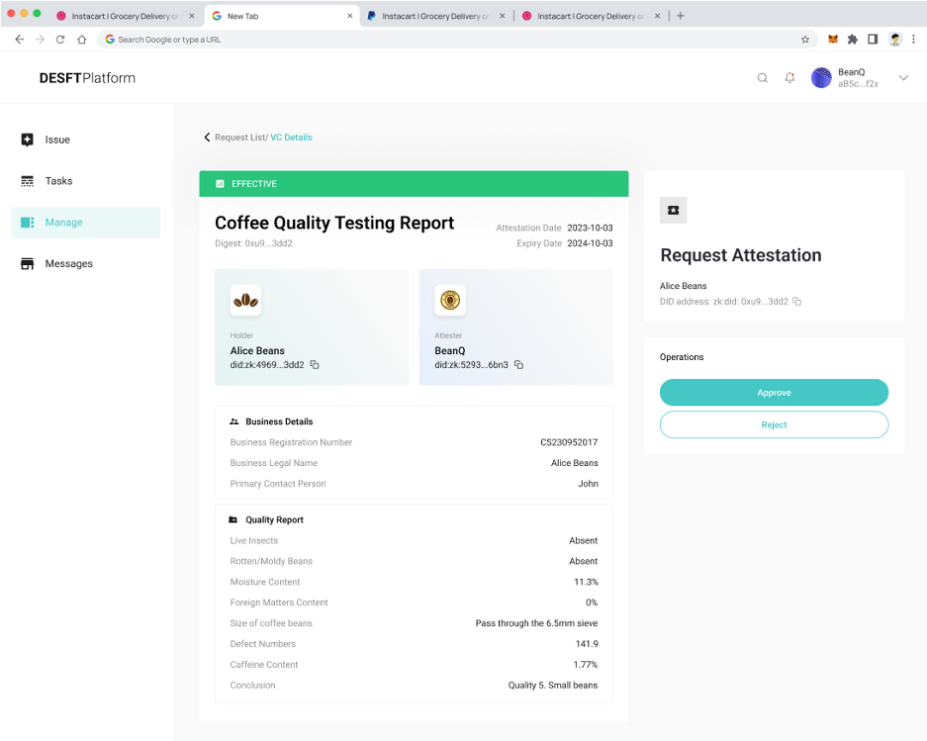 Instacart | Grocery Delivery or
New Tab
Instacart | Grocery Delivery or
Instacart | Grocery Delivery or
Search Google or type a URL
DESFTPlatform
BeanQ
aB5c...f2x
Issue
Tasks
Manage
Messages
Request List/ VC Details
EFFECTIVE
Coffee Quality Testing Report
Digest: 0xu9...3dd2
Attestation Date 2023-10-03
Expiry Date 2024-10-03
Holder
Alice Beans
did:zk:4969...3dd2
Attester
BeanQ
did:zk:5293...6bn3
Business Details
Business Registration Number CS230952017
Business Legal Name Alice Beans
Primary Contact Person John
Quality Report
Live Insects Absent
Rotten/Moldy Beans Absent
Moisture Content 11.3%
Foreign Matters Content 0%
Size of coffee beans Pass through the 6.5mm sieve
Defect Numbers 141.9
Caffeine Content 1.77%
Conclusion Quality 5. Small beans
Request Attestation
Alice Beans
DID address: zk:did: 0xu9...3dd2
Operations
Approve
Reject